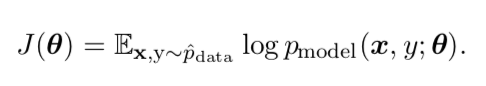 J(θ) = 𝔼_{x,y∼p̂_data} log p_model(x, y; θ).